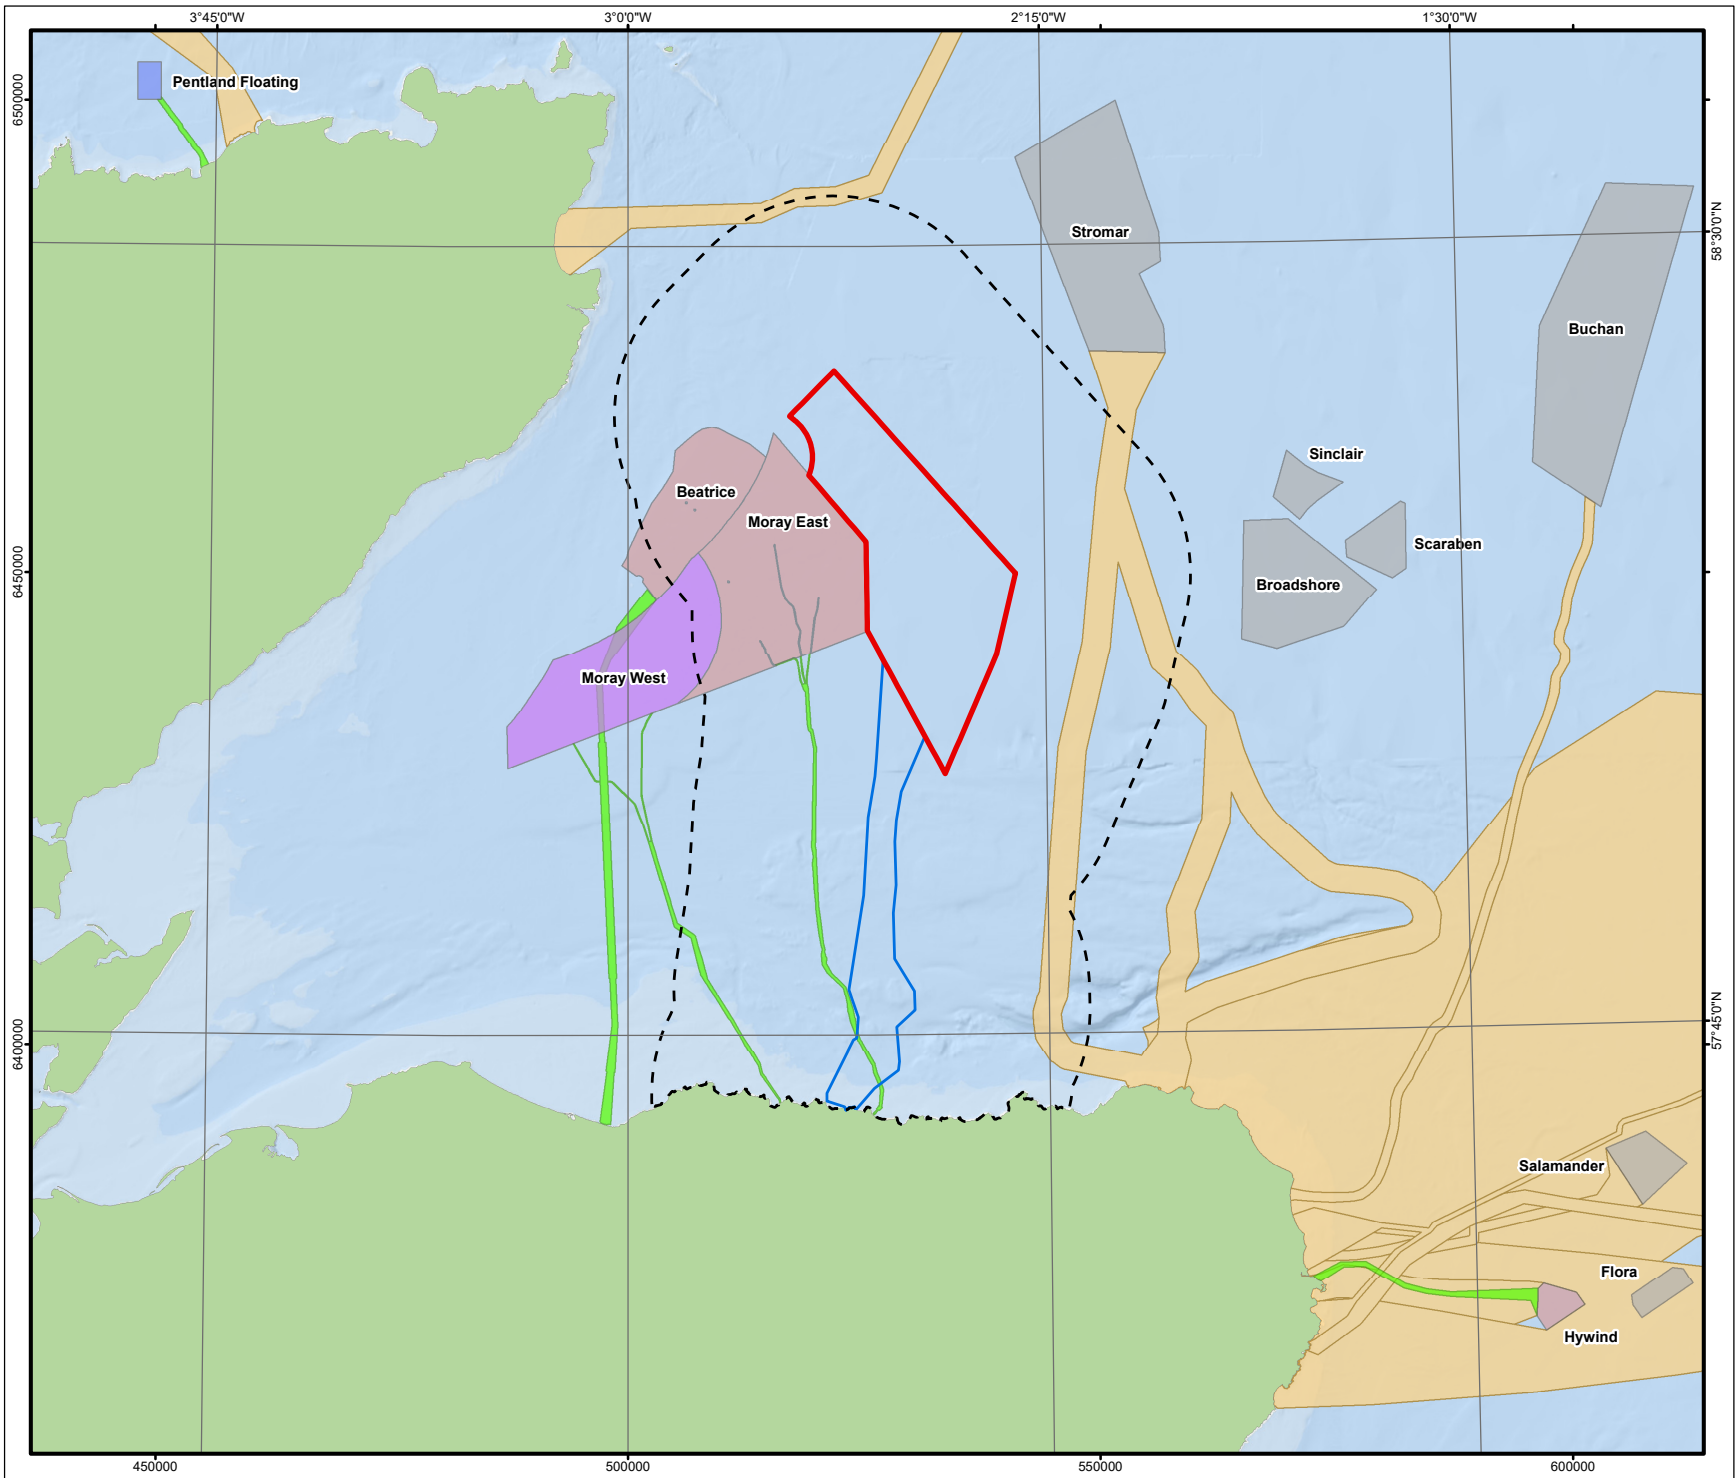 3°45'0"W
3°0'0"W
2°15'0"W
1°30'0"W
6500000
Pentland Floating
58°30'0"N
Stromar
Buchan
Sinclair
Beatrice
Moray East
Scaraben
6450000
Broadshore
Moray West
57°45'0"N
6400000
Salamander
Flora
Hywind
450000
500000
550000
600000